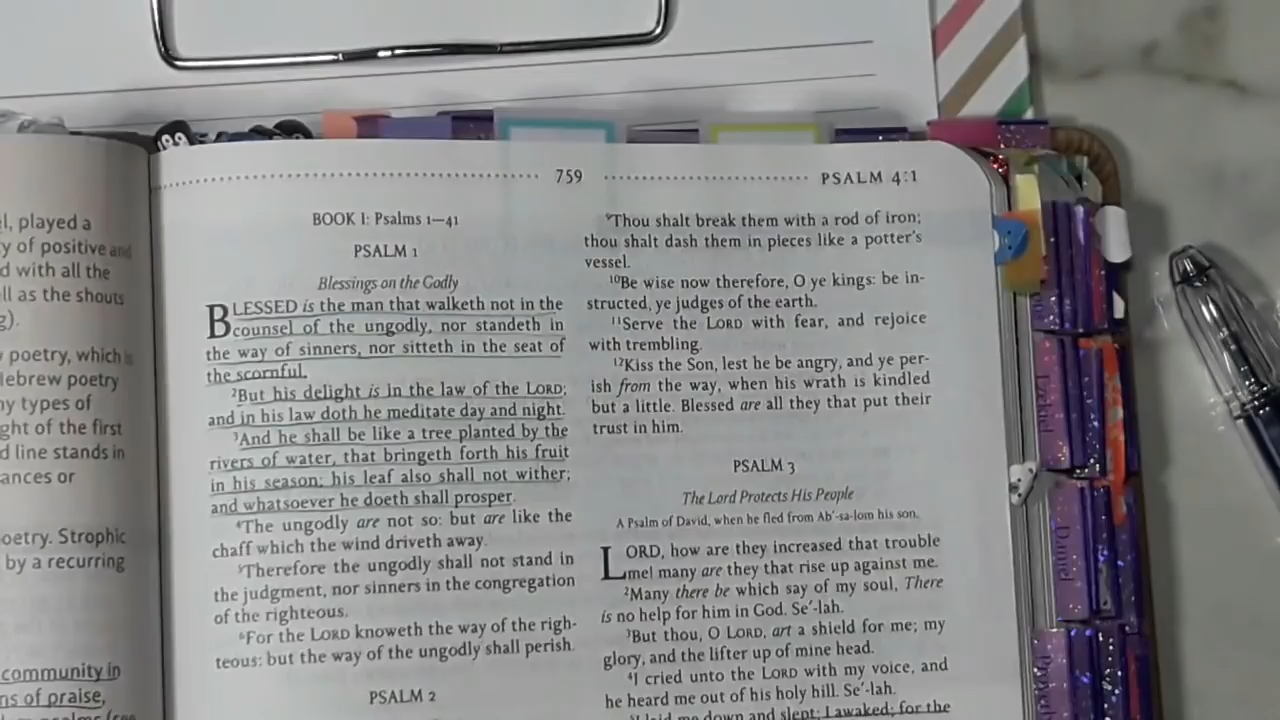 l, played a
y of positive and
d with all the
ll as the shouts
g).
poetry, which is
Hebrew poetry
ny types of
ght of the first
d line stands in
ances or
oetry. Strophic
by a recurring
community in
ns of praise,
759
PSALM 4:1
BOOK I: Psalms 1—41
PSALM 1
Blessings on the Godly
BLESSED is the man that walketh not in the
counsel of the ungodly, nor standeth in
the way of sinners, nor sitteth in the seat of
the scornful.
2But his delight is in the law of the LORD;
and in his law doth he meditate day and night.
3And he shall be like a tree planted by the
rivers of water, that bringeth forth his fruit
in his season; his leaf also shall not wither;
and whatsoever he doeth shall prosper.
4The ungodly are not so: but are like the
chaff which the wind driveth away.
5Therefore the ungodly shall not stand in
the judgment, nor sinners in the congregation
of the righteous.
6For the LORD knoweth the way of the righ-
teous: but the way of the ungodly shall perish.
PSALM 2
9Thou shalt break them with a rod of iron;
thou shalt dash them in pieces like a potter's
vessel.
10Be wise now therefore, O ye kings: be in-
structed, ye judges of the earth.
11Serve the LORD with fear, and rejoice
with trembling.
12Kiss the Son, lest he be angry, and ye per-
ish from the way, when his wrath is kindled
but a little. Blessed are all they that put their
trust in him.
PSALM 3
The Lord Protects His People
A Psalm of David, when he fled from Ab'-sa-lom his son.
LORD, how are they increased that trouble
me! many are they that rise up against me.
2Many there be which say of my soul, There
is no help for him in God. Se'-lah.
3But thou, O LORD, art a shield for me; my
glory, and the lifter up of mine head.
4I cried unto the LORD with my voice, and
he heard me out of his holy hill. Se'-lah.
laid me down and slept; I awaked; for the
Ezekiel
Daniel